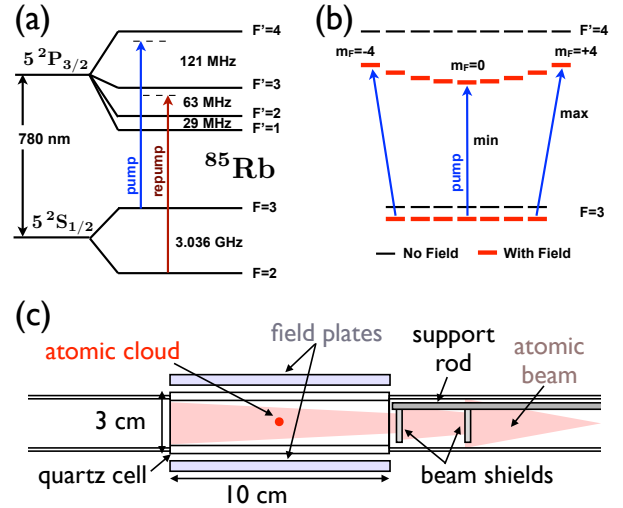 (a)
F'=4
5 ²P₃/₂
121 MHz
F'=3
63 MHz
F'=2
29 MHz
F'=1
780 nm
⁸⁵Rb
pump
repump
F=3
5 ²S₁/₂
3.036 GHz
F=2
(b)
F'=4
mF=-4
mF=0
mF=+4
max
min
pump
F=3
No Field
With Field
(c)
field plates
support
rod
atomic
beam
atomic cloud
3 cm
quartz cell
10 cm
beam shields